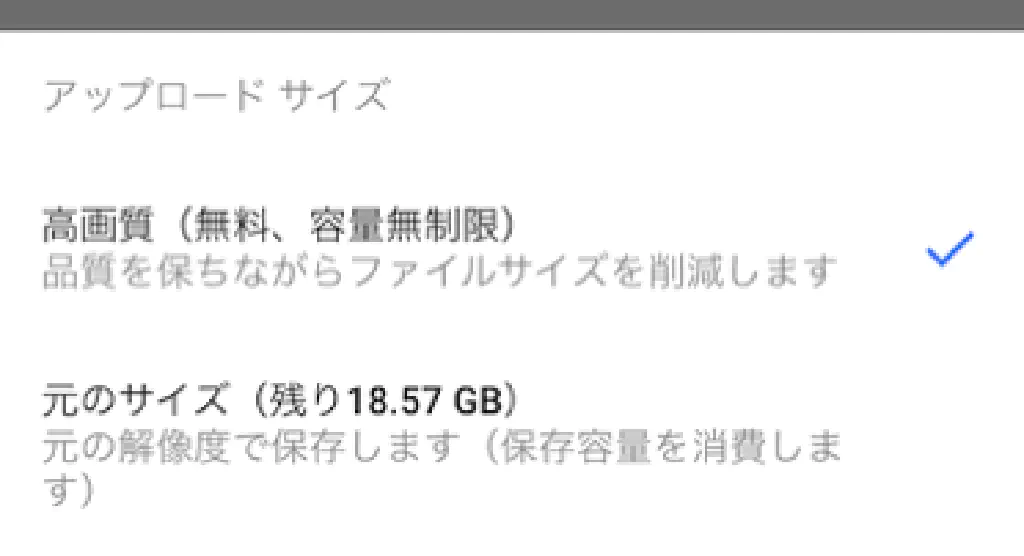 アップロード サイズ
高画質（無料、容量無制限）
品質を保ちながらファイルサイズを削減します
元のサイズ（残り18.57 GB）
元の解像度で保存します（保存容量を消費しま
す）